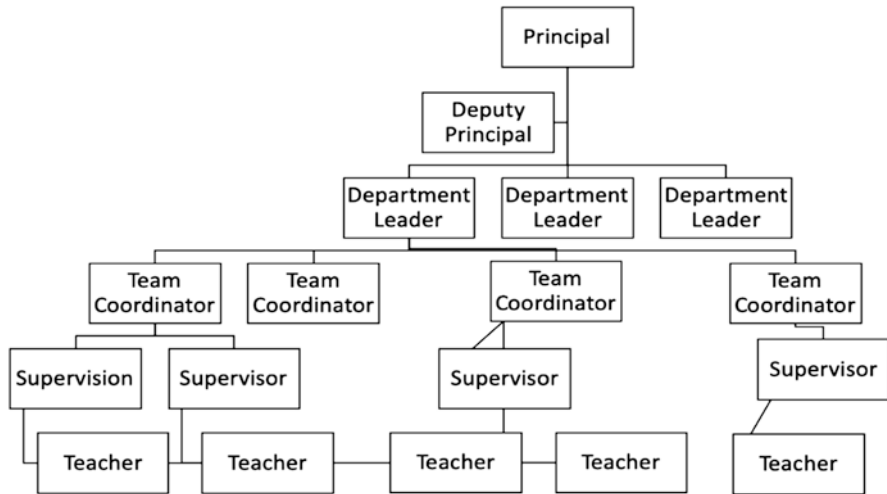 Principal
Deputy
Principal
Department
Leader
Department
Leader
Department
Leader
Team
Coordinator
Team
Coordinator
Team
Coordinator
Team
Coordinator
Supervision
Supervisor
Supervisor
Supervisor
Teacher
Teacher
Teacher
Teacher
Teacher